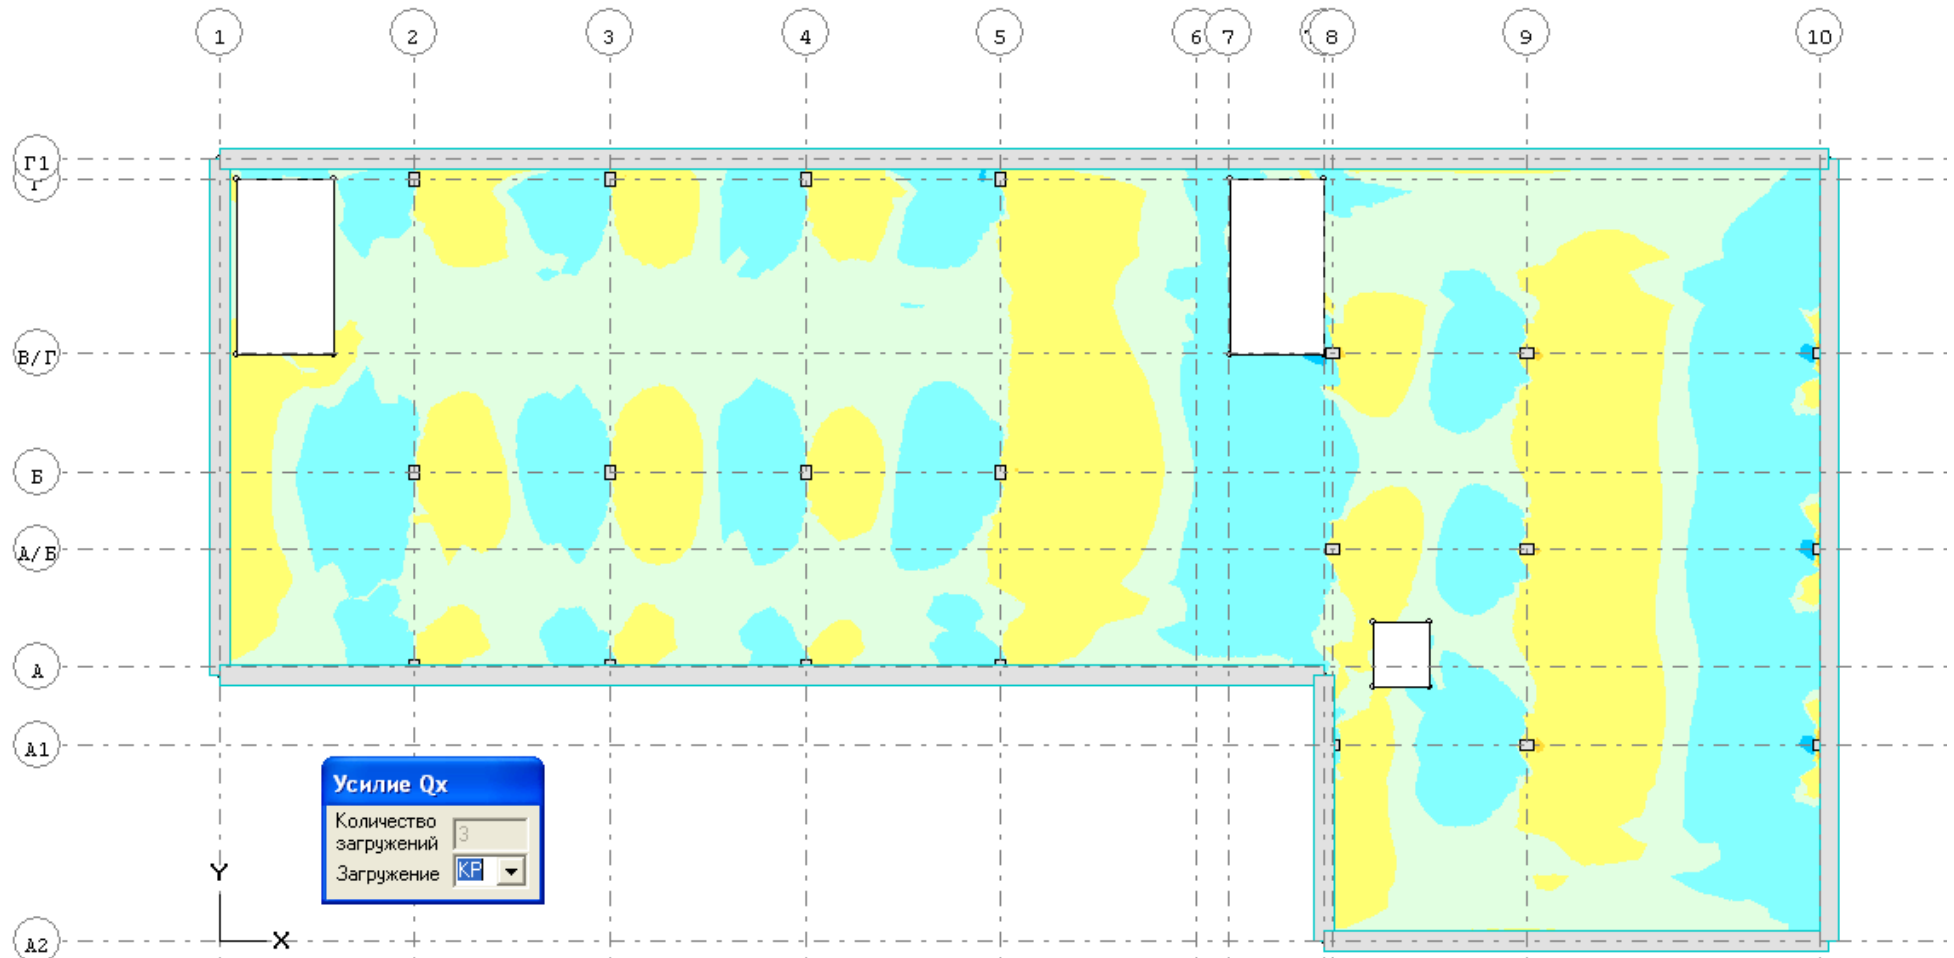 1 2 3 4 5 6 7 8 9 10
Г1
В/Г
Б
А/Б
А
А1
Усилие Qx
Количество
загружений 3
Загружение КР
Y
X
А2